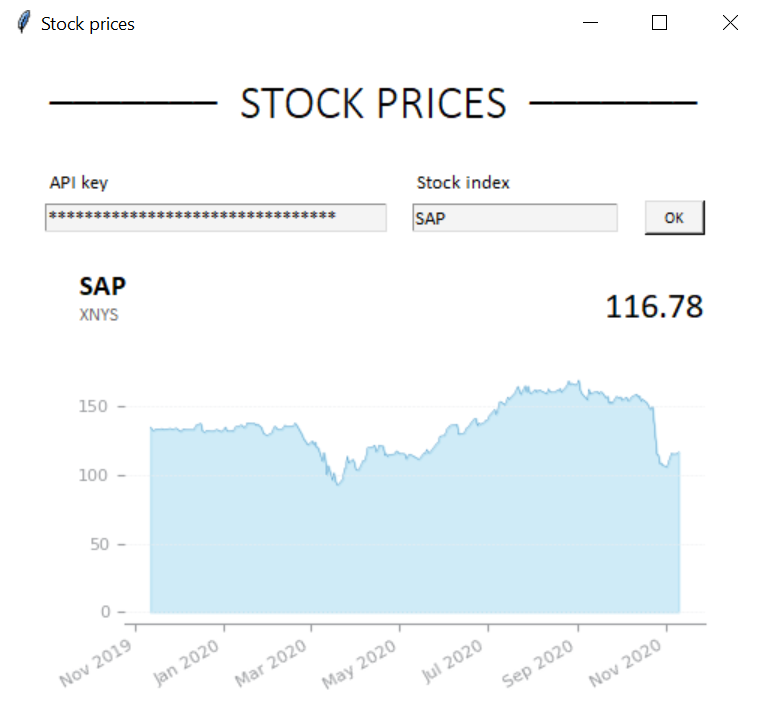 Stock prices
STOCK PRICES
API key
Stock index
********************************
SAP
OK
SAP
XNYS
116.78
150
100
50
0
Nov 2019
Jan 2020
Mar 2020
May 2020
Jul 2020
Sep 2020
Nov 2020